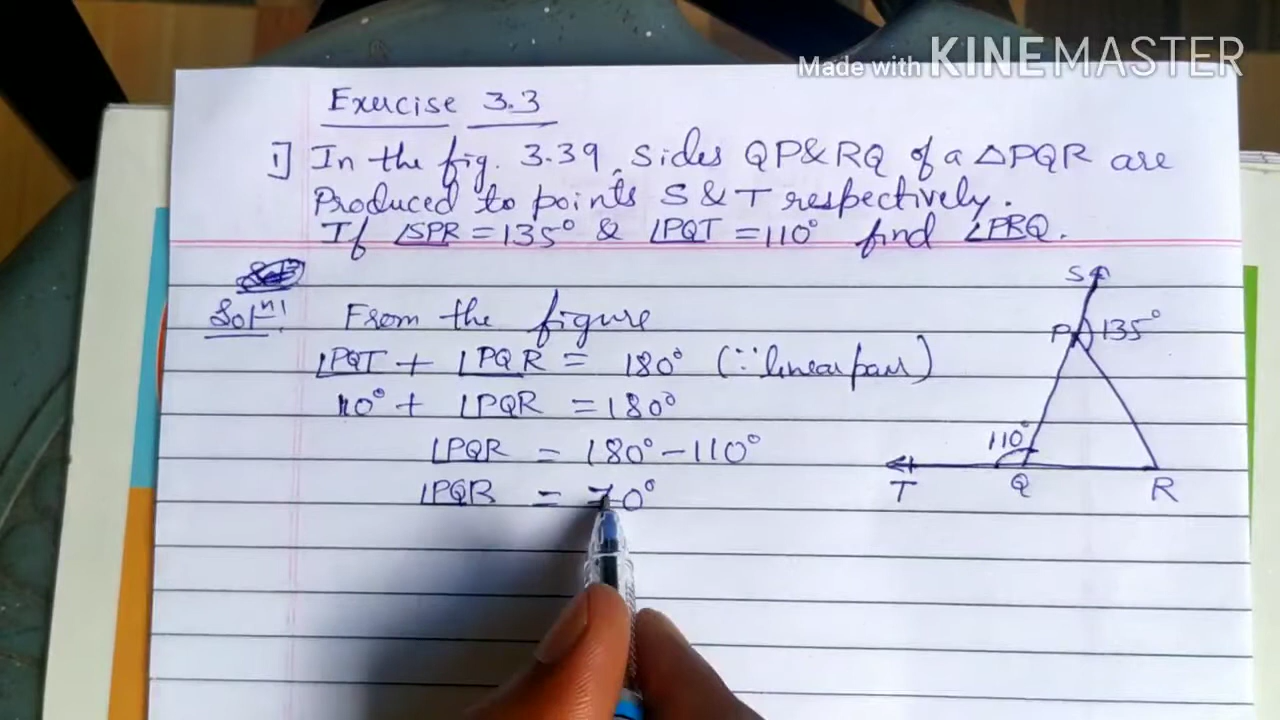 Made with KINEMASTER
Exercise 3.3
1] In the fig. 3.39, sides QP & RQ of a △PQR are
Produced to points S & T respectively.
If ∠SPR = 135° & ∠PQT = 110° find ∠PRQ.
Solⁿ!
From the figure
∠PQT + ∠PQR = 180° (∵ linear pair)
110° + ∠PQR = 180°
∠PQR = 180° - 110°
∠PQR = 70°
S
P 135°
110°
T Q R